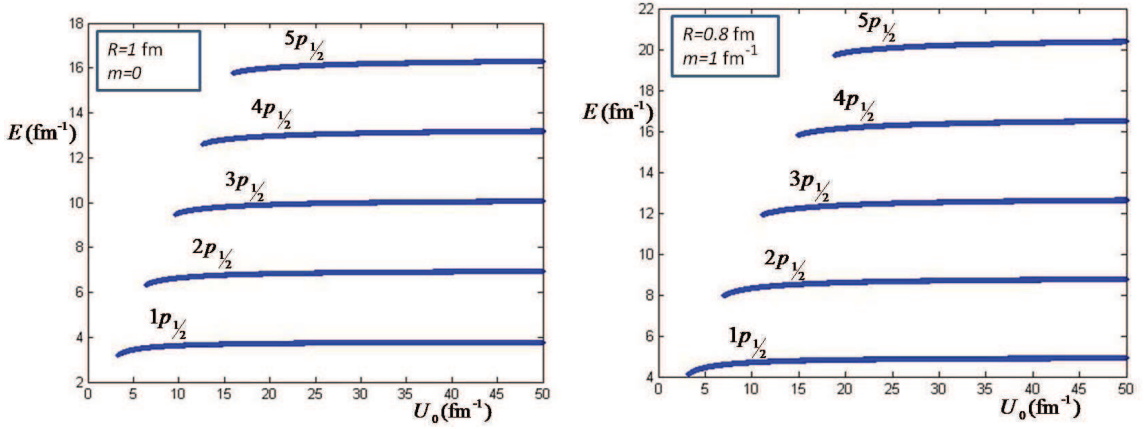 R=1 fm
m=0
E(fm⁻¹)
18
16
14
12
10
8
6
4
2
5p½
4p½
3p½
2p½
1p½
0 5 10 15 20 25 30 35 40 45 50
U₀(fm⁻¹)
R=0.8 fm
m=1 fm⁻¹
E(fm⁻¹)
22
20
18
16
14
12
10
8
6
4
5p½
4p½
3p½
2p½
1p½
0 5 10 15 20 25 30 35 40 45 50
U₀(fm⁻¹)